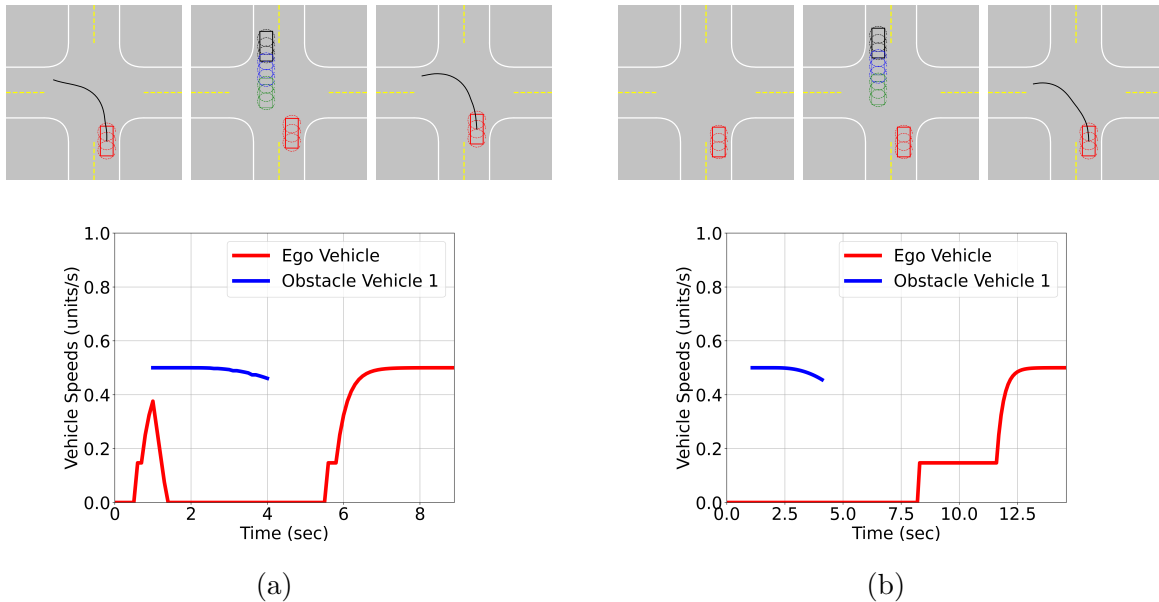 1.0
0.8
0.6
0.4
0.2
0.0
Vehicle Speeds (units/s)
Ego Vehicle
Obstacle Vehicle 1
0 2 4 6 8
Time (sec)
(a)
1.0
0.8
0.6
0.4
0.2
0.0
Vehicle Speeds (units/s)
Ego Vehicle
Obstacle Vehicle 1
0.0 2.5 5.0 7.5 10.0 12.5
Time (sec)
(b)